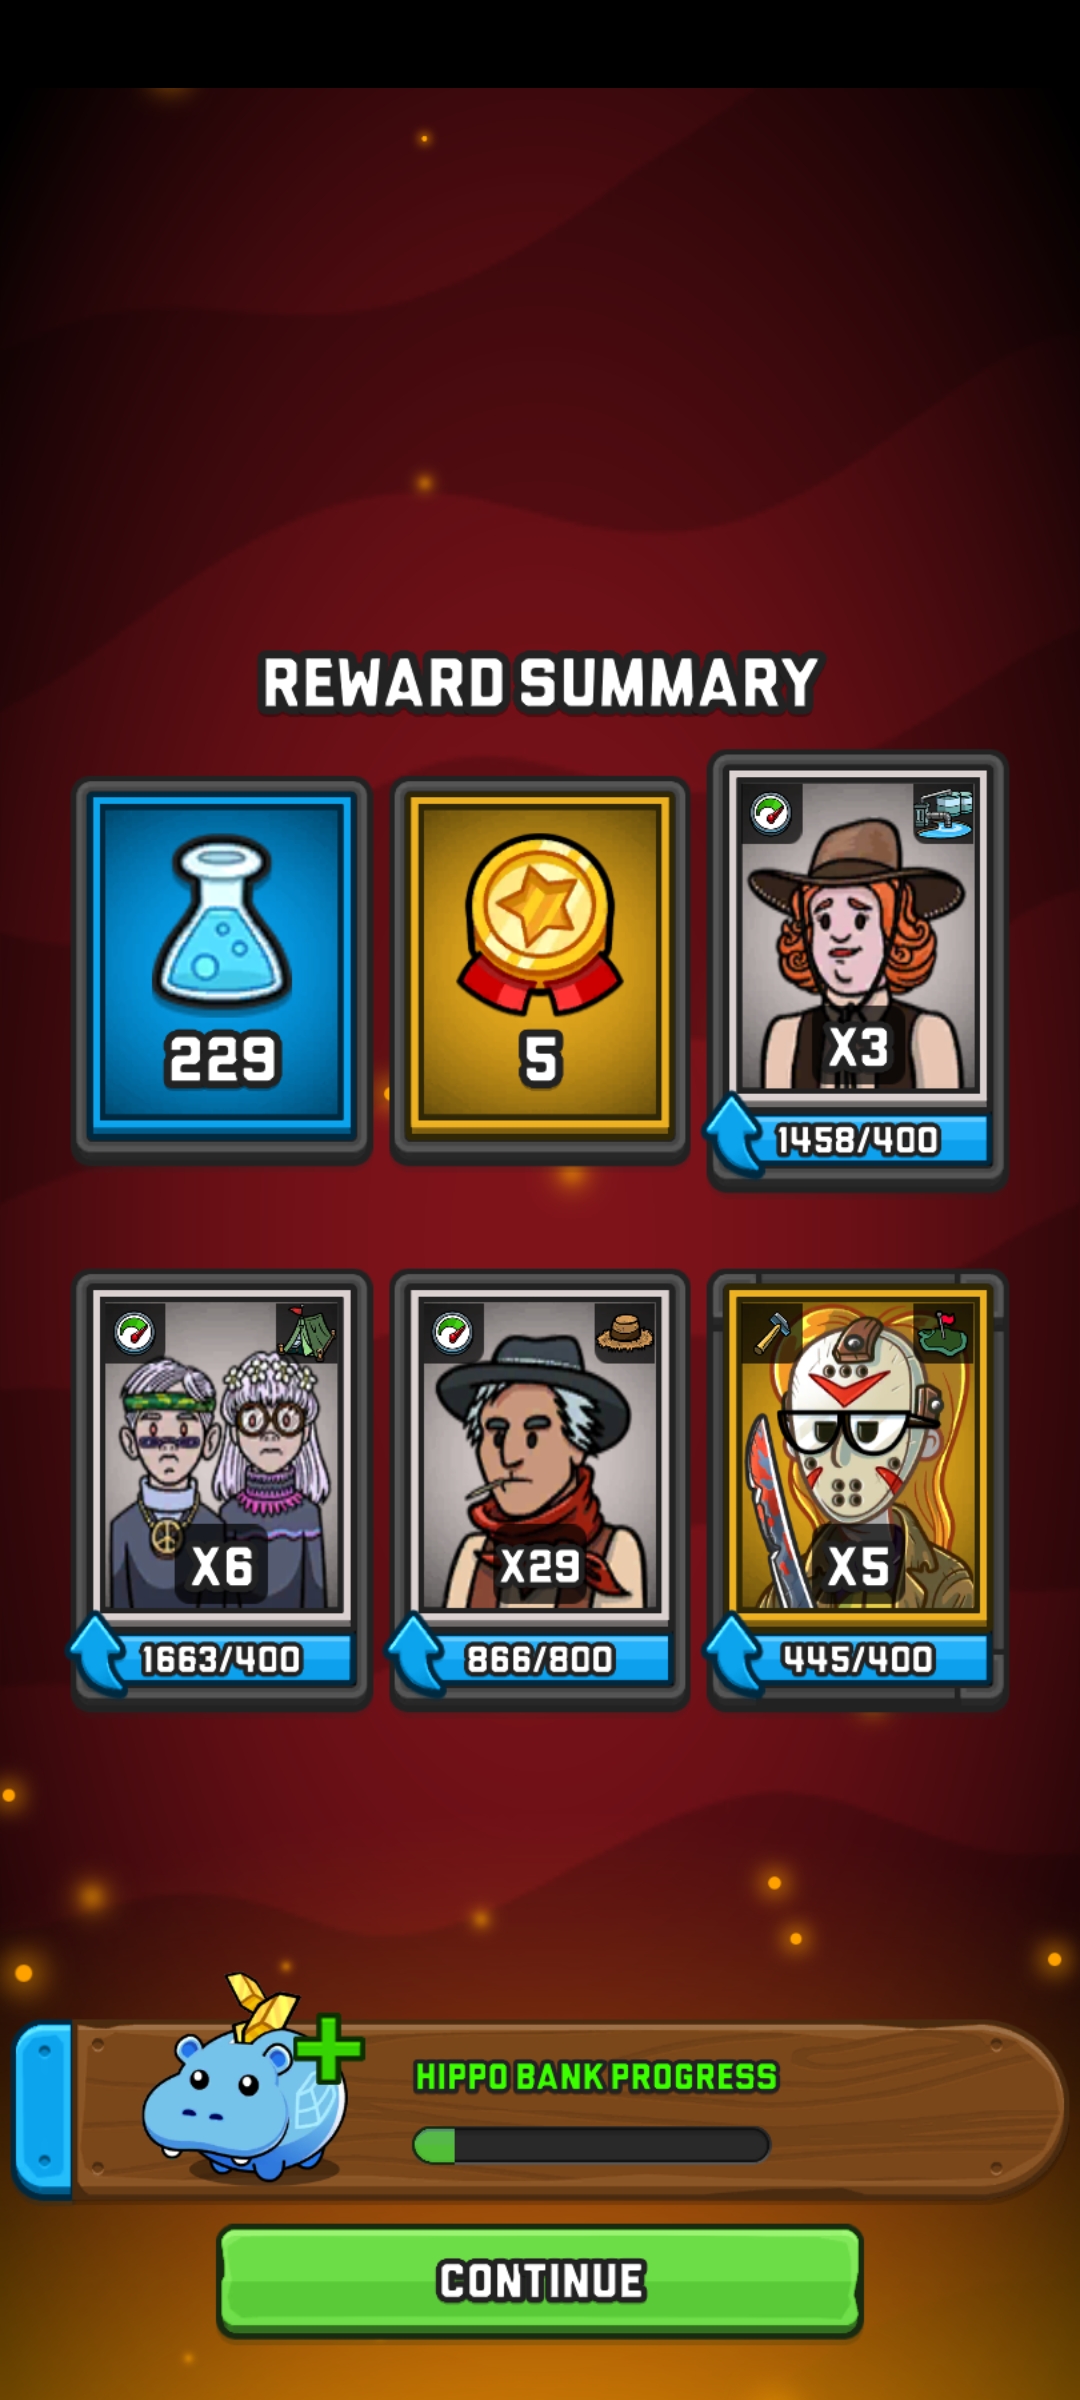 REWARD SUMMARY
229
5
X3
1458/400
X6
1663/400
X29
866/800
X5
445/400
HIPPO BANK PROGRESS
CONTINUE